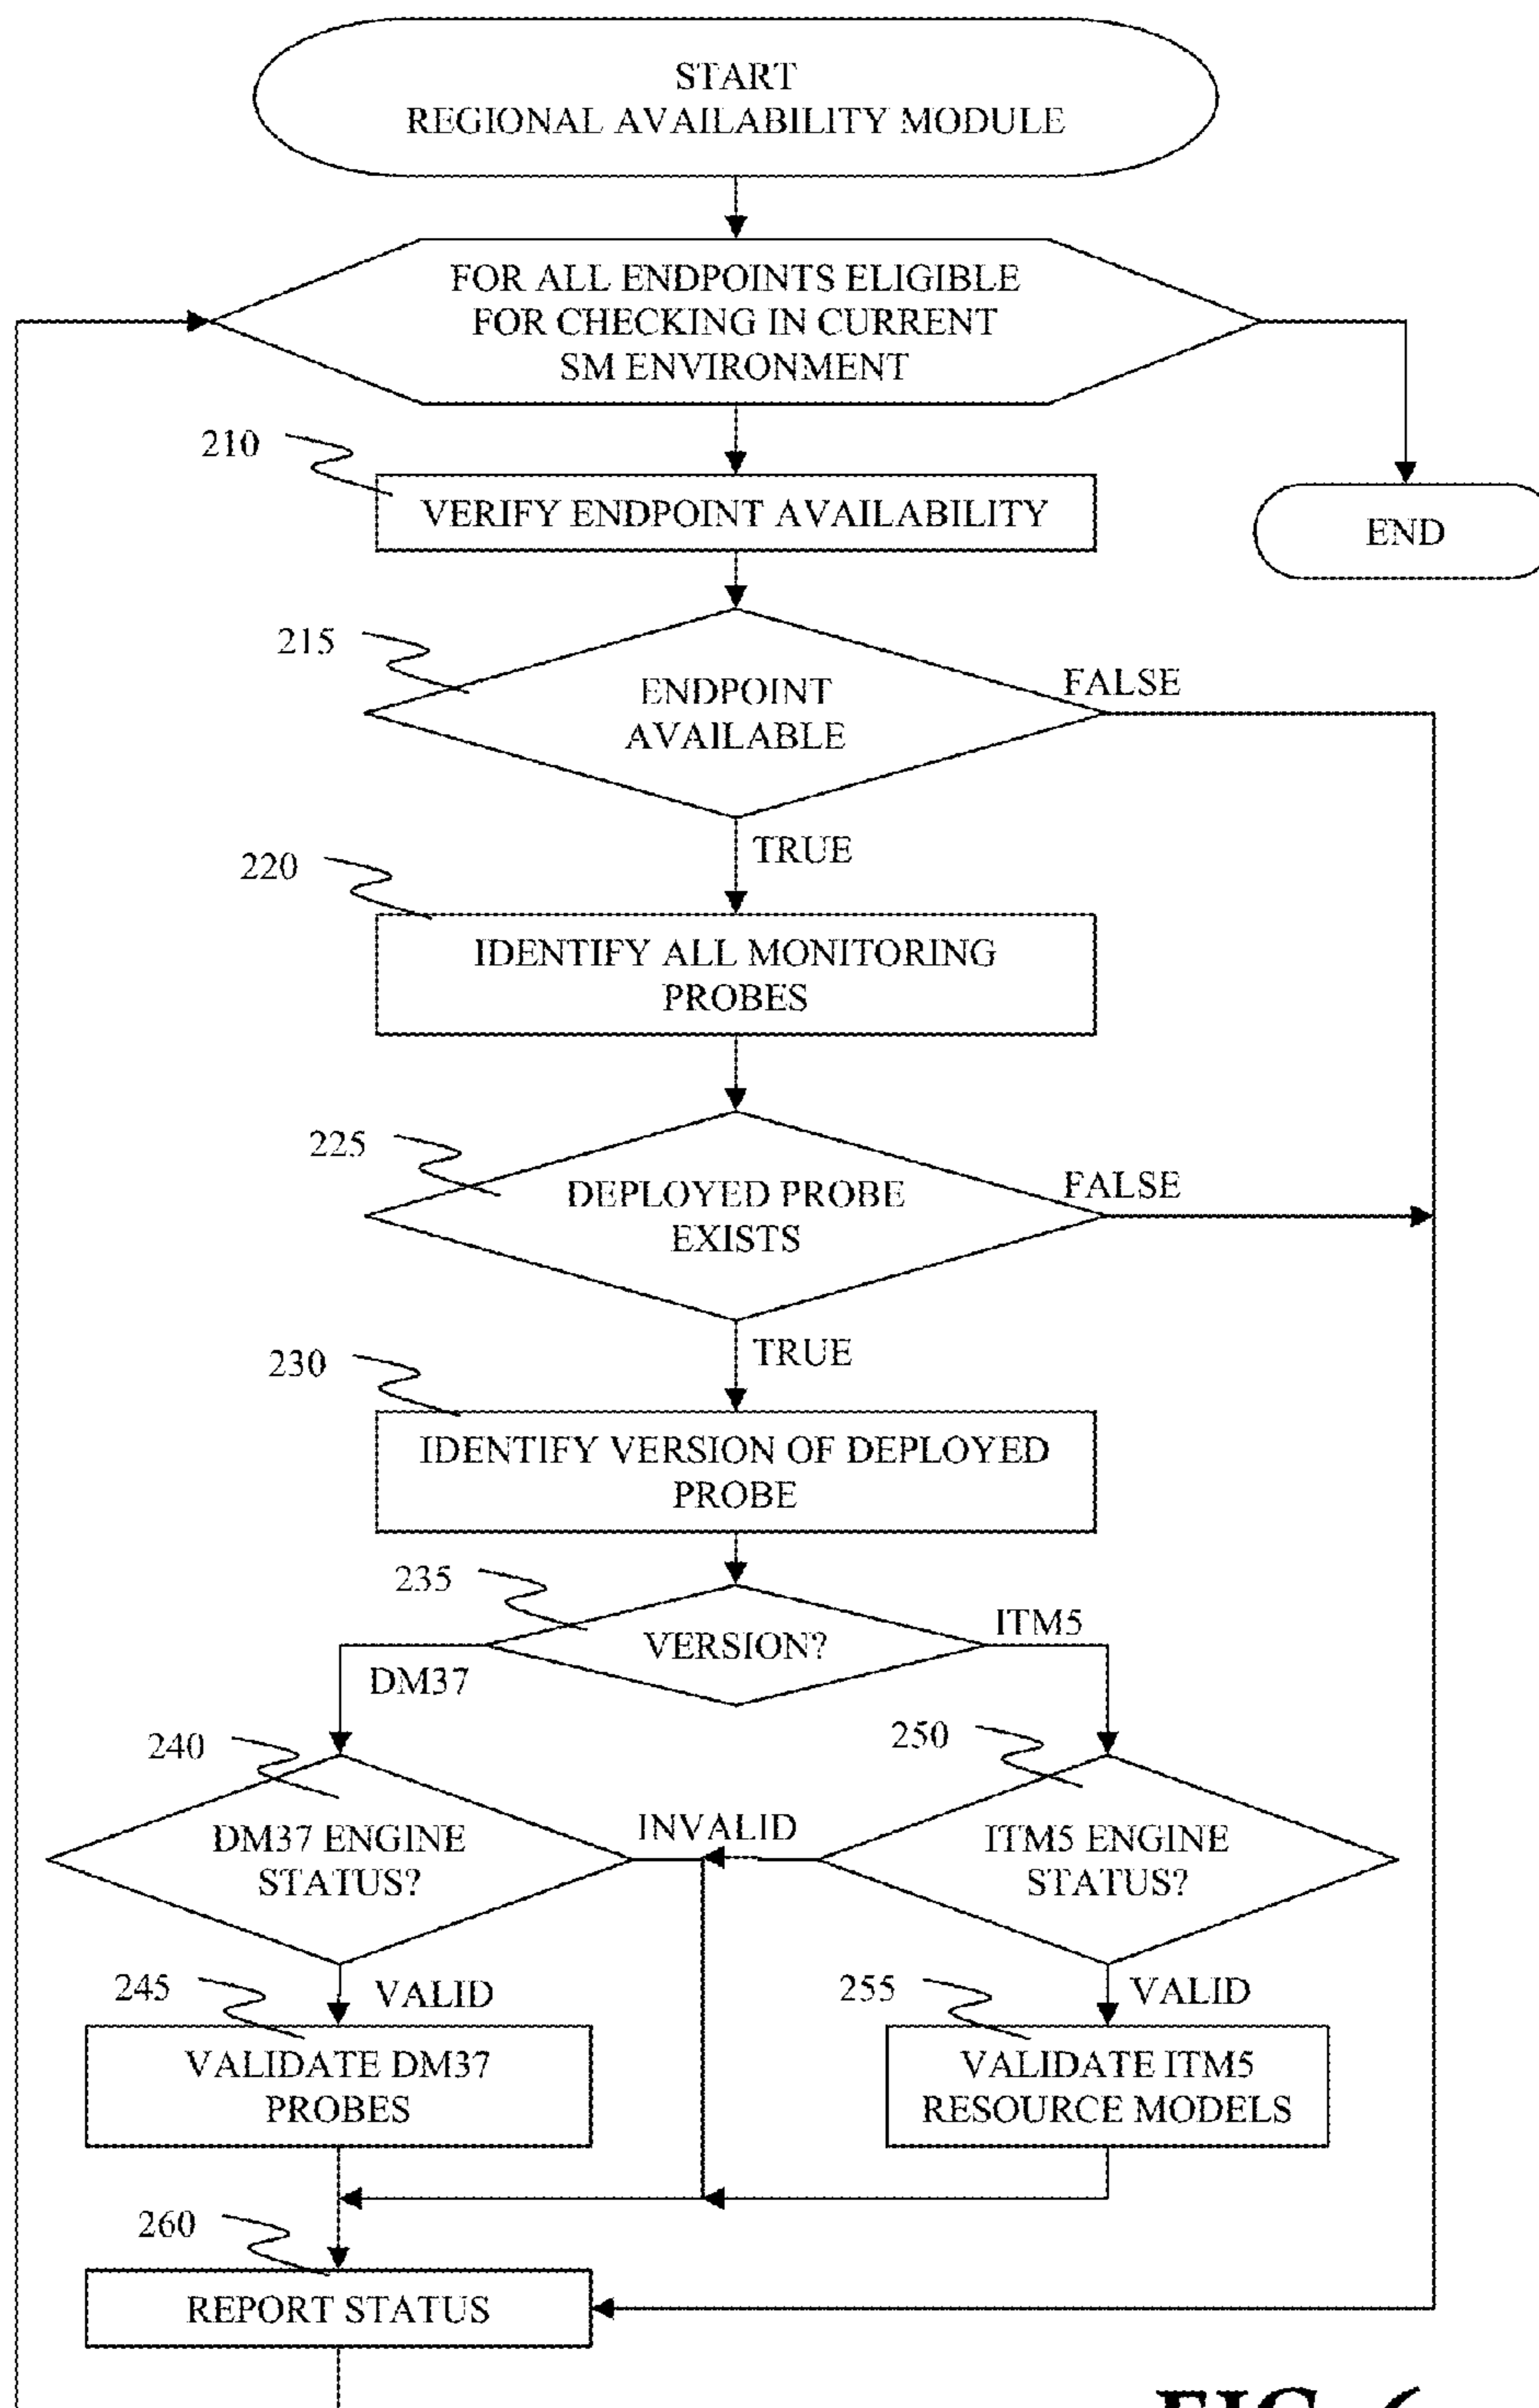 START
REGIONAL AVAILABILITY MODULE
FOR ALL ENDPOINTS ELIGIBLE
FOR CHECKING IN CURRENT
SM ENVIRONMENT
210
VERIFY ENDPOINT AVAILABILITY
END
215
ENDPOINT
AVAILABLE
FALSE
TRUE
220
IDENTIFY ALL MONITORING
PROBES
225
DEPLOYED PROBE
EXISTS
FALSE
TRUE
230
IDENTIFY VERSION OF DEPLOYED
PROBE
235
VERSION?
ITM5
DM37
240
250
DM37 ENGINE
STATUS?
INVALID
ITM5 ENGINE
STATUS?
245
VALID
255
VALID
VALIDATE DM37
PROBES
VALIDATE ITM5
RESOURCE MODELS
260
REPORT STATUS